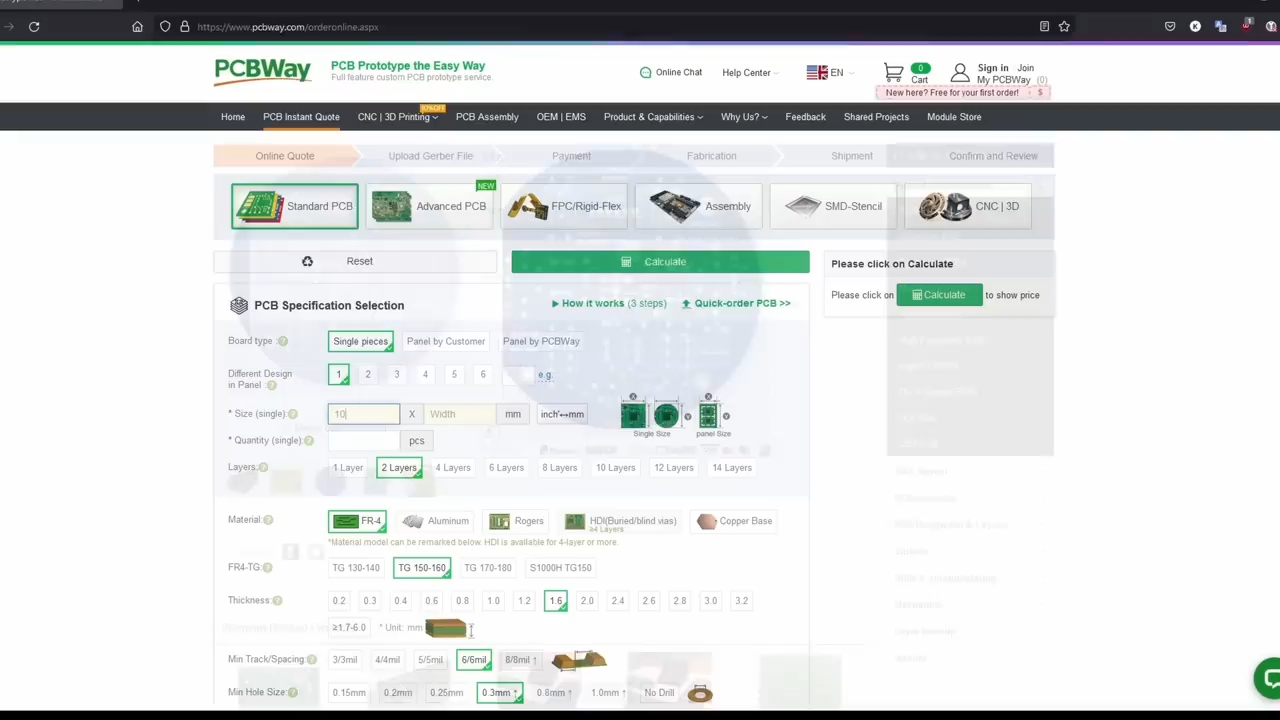 https://www.pcbway.com/orderonline.aspx
PCBWay
PCB Prototype the Easy Way
Full feature custom PCB prototype service.
Online Chat
Help Center
EN
0
Cart
Sign in Join
My PCBWay (0)
New here? Free for your first order! $
Home
PCB Instant Quote
CNC | 3D Printing
PCB Assembly
OEM | EMS
Product & Capabilities
Why Us?
Feedback
Shared Projects
Module Store
Online Quote
Upload Gerber File
Payment
Fabrication
Shipment
Confirm and Review
Standard PCB
NEW
Advanced PCB
FPC/Rigid-Flex
Assembly
SMD-Stencil
CNC | 3D
Reset
Calculate
Please click on Calculate
Please click on Calculate to show price
PCB Specification Selection
How it works (3 steps)
Quick-order PCB >>
Board type :
Single pieces
Panel by Customer
Panel by PCBWay
Different Design
in Panel :
1 2 3 4 5 6 e.g.
* Size (single):
10 X Width mm inch↔mm
X X
Y Y
Single Size panel Size
* Quantity (single):
pcs
Layers:
1 Layer 2 Layers 4 Layers 6 Layers 8 Layers 10 Layers 12 Layers 14 Layers
Material:
FR-4 Aluminum Rogers HDI(Buried/blind vias) Copper Base
≥4 Layers
*Material model can be remarked below. HDI is available for 4-layer or more.
FR4-TG:
TG 130-140 TG 150-160 TG 170-180 S1000H TG150
Thickness:
0.2 0.3 0.4 0.6 0.8 1.0 1.2 1.6 2.0 2.4 2.6 2.8 3.0 3.2
≥1.7-6.0 * Unit: mm
Min Track/Spacing:
3/3mil 4/4mil 5/5mil 6/6mil 8/8mil ↑
Min Hole Size:
0.15mm 0.2mm 0.25mm 0.3mm ↑ 0.8mm ↑ 1.0mm ↑ No Drill